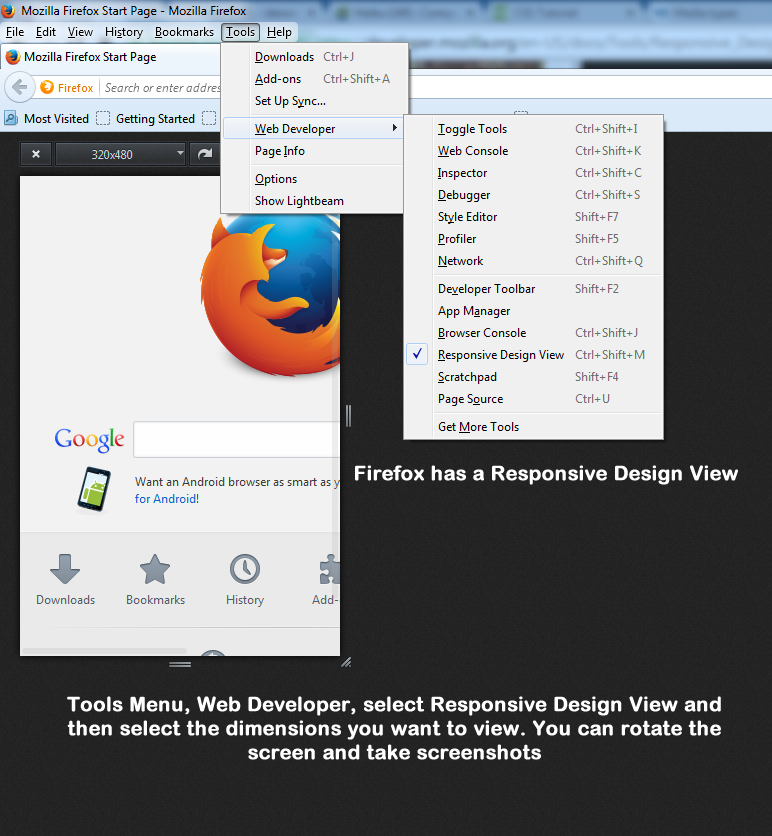 Mozilla Firefox Start Page - Mozilla Firefox
File Edit View History Bookmarks Tools Help
Mozilla Firefox Start Page
Firefox Search or enter addres
Most Visited Getting Started
320x480
Downloads Ctrl+J
Add-ons Ctrl+Shift+A
Set Up Sync...
Web Developer
Page Info
Options
Show Lightbeam
Toggle Tools Ctrl+Shift+I
Web Console Ctrl+Shift+K
Inspector Ctrl+Shift+C
Debugger Ctrl+Shift+S
Style Editor Shift+F7
Profiler Shift+F5
Network Ctrl+Shift+Q
Developer Toolbar Shift+F2
App Manager
Browser Console Ctrl+Shift+J
Responsive Design View Ctrl+Shift+M
Scratchpad Shift+F4
Page Source Ctrl+U
Get More Tools
Google
Want an Android browser as smart as y
for Android!
Downloads Bookmarks History Add-
Firefox has a Responsive Design View
Tools Menu, Web Developer, select Responsive Design View and
then select the dimensions you want to view. You can rotate the
screen and take screenshots